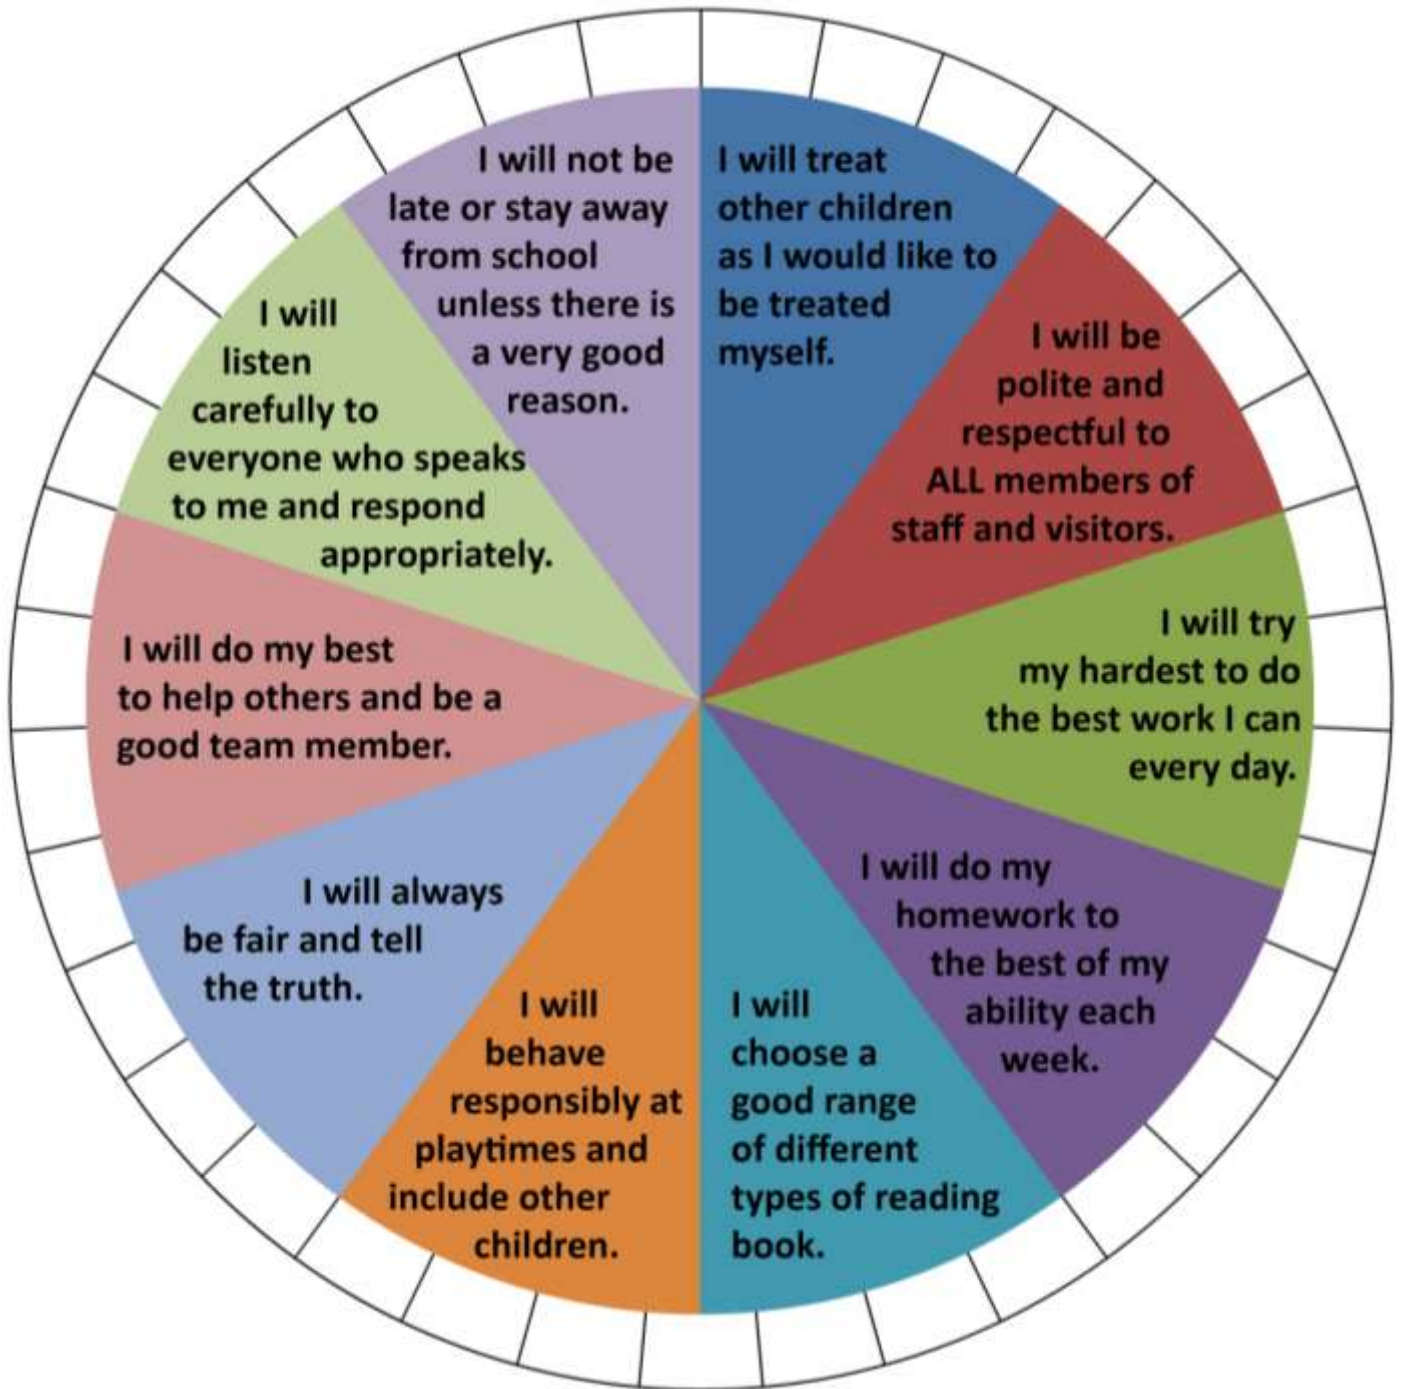 I will treat
other children
as I would like to
be treated
myself.
I will be
polite and
respectful to
ALL members of
staff and visitors.
I will try
my hardest to do
the best work I can
every day.
I will do my
homework to
the best of my
ability each
week.
I will
choose a
good range
of different
types of reading
book.
I will
behave
responsibly at
playtimes and
include other
children.
I will always
be fair and tell
the truth.
I will do my best
to help others and be a
good team member.
I will
listen
carefully to
everyone who speaks
to me and respond
appropriately.
I will not be
late or stay away
from school
unless there is
a very good
reason.